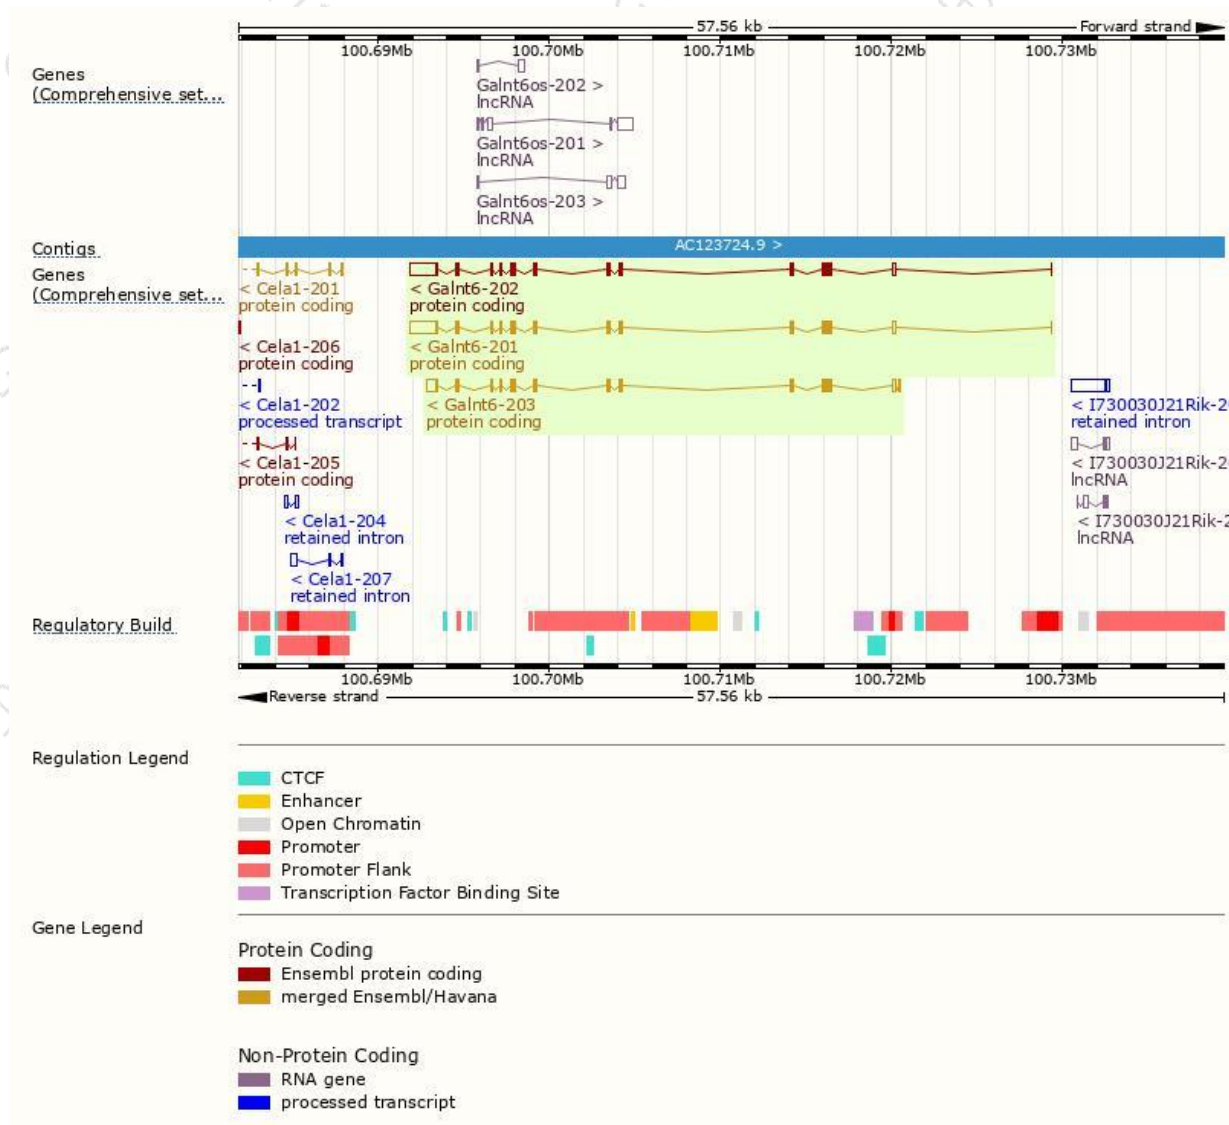 57.56 kb
Forward strand
100.69Mb 100.70Mb 100.71Mb 100.72Mb 100.73Mb
Genes
(Comprehensive set...
Galnt6os-202 >
lncRNA
Galnt6os-201 >
lncRNA
Galnt6os-203 >
lncRNA
Contigs
AC123724.9 >
Genes
(Comprehensive set...
< Cela1-201
protein coding
< Galnt6-202
protein coding
< Cela1-206
protein coding
< Galnt6-201
protein coding
< Cela1-202
processed transcript
< Galnt6-203
protein coding
< I730030J21Rik-2
retained intron
< Cela1-205
protein coding
< I730030J21Rik-2
lncRNA
< Cela1-204
retained intron
< I730030J21Rik-2
lncRNA
< Cela1-207
retained intron
Regulatory Build
100.69Mb 100.70Mb 100.71Mb 100.72Mb 100.73Mb
Reverse strand
57.56 kb
Regulation Legend
CTCF
Enhancer
Open Chromatin
Promoter
Promoter Flank
Transcription Factor Binding Site
Gene Legend
Protein Coding
Ensembl protein coding
merged Ensembl/Havana
Non-Protein Coding
RNA gene
processed transcript